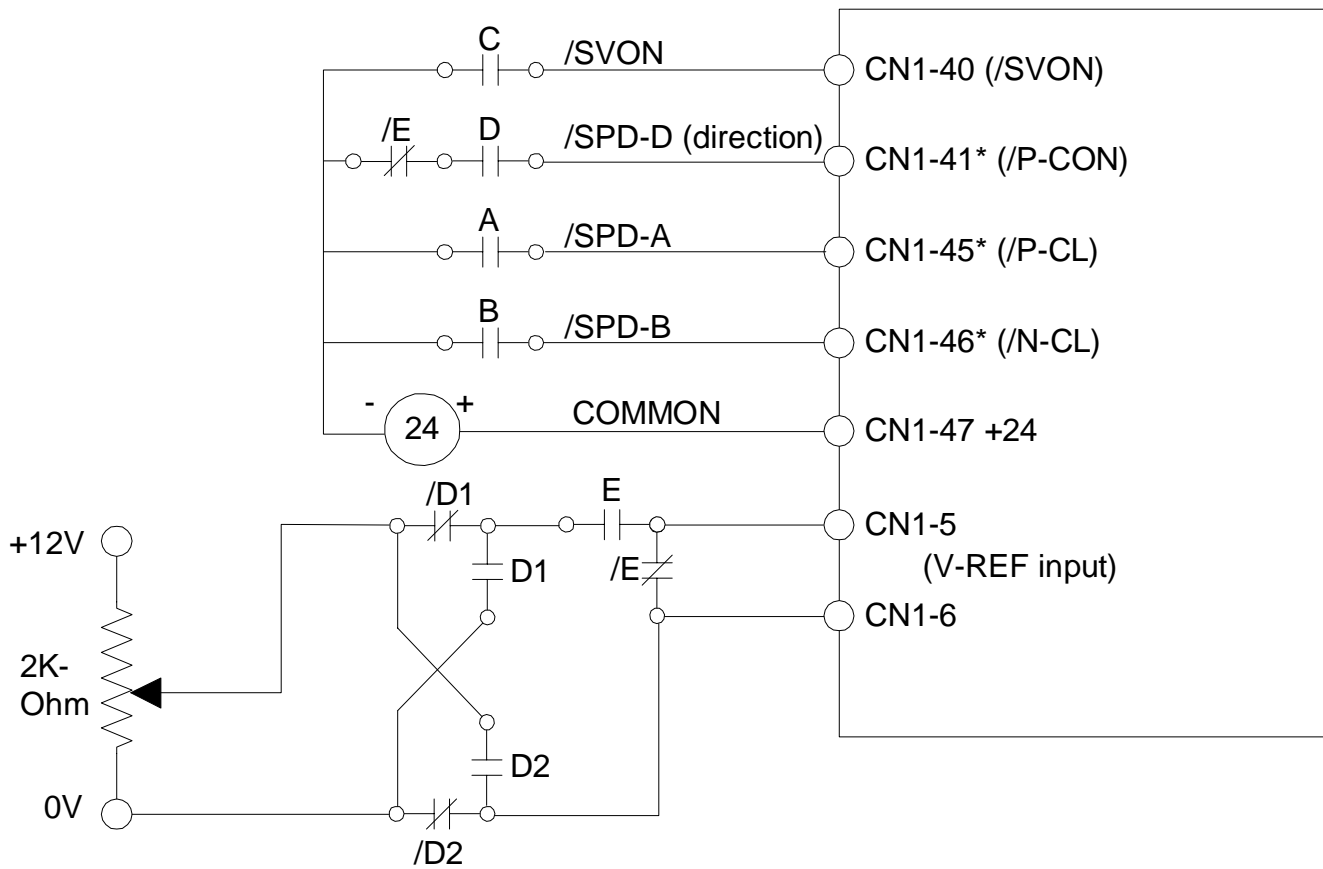 C
/SVON
CN1-40 (/SVON)
/E
D
/SPD-D (direction)
CN1-41* (/P-CON)
A
/SPD-A
CN1-45* (/P-CL)
B
/SPD-B
CN1-46* (/N-CL)
-
+
24
COMMON
CN1-47 +24
/D1
E
CN1-5
+12V
D1
/E
(V-REF input)
CN1-6
2K-
Ohm
D2
0V
/D2